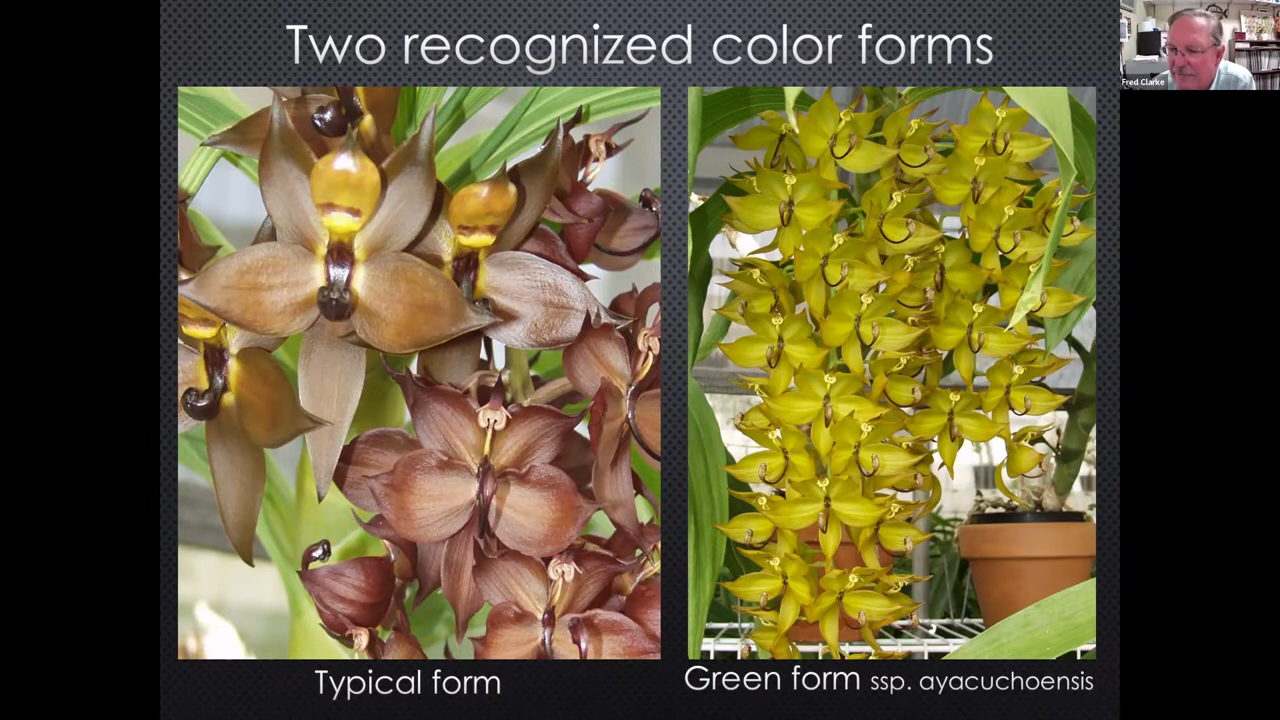 Two recognized color forms
Fred Clarke
Typical form
Green form ssp. ayacuchoensis